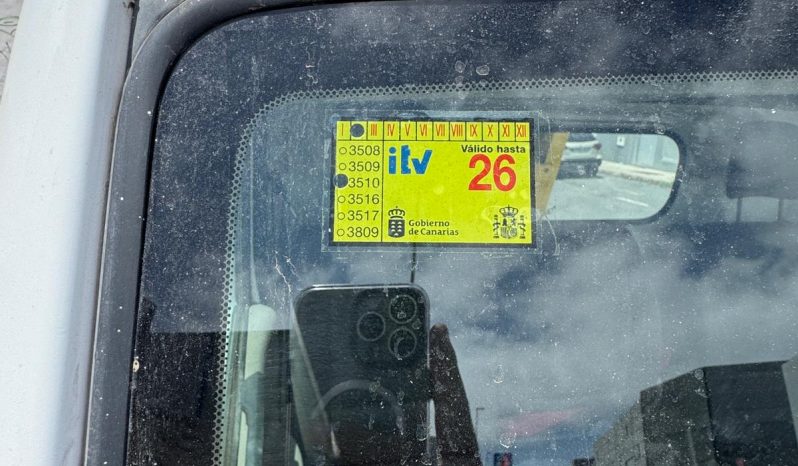 I III IV V VI VII VIII IX X XI XII
3508
3509
3510
3516
3517
3809
itv
Válido hasta
26
Gobierno
de Canarias